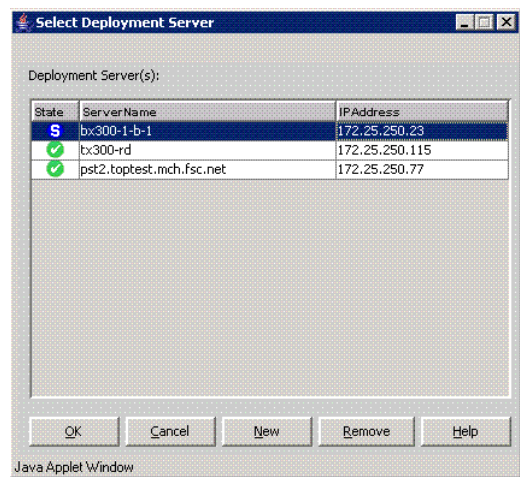 Select Deployment Server
Deployment Server(s):
State ServerName IPAddress
S bx300-1-b-1 172.25.250.23
tx300-rd 172.25.250.115
pst2.toptest.mch.fsc.net 172.25.250.77
OK Cancel New Remove Help
Java Applet Window